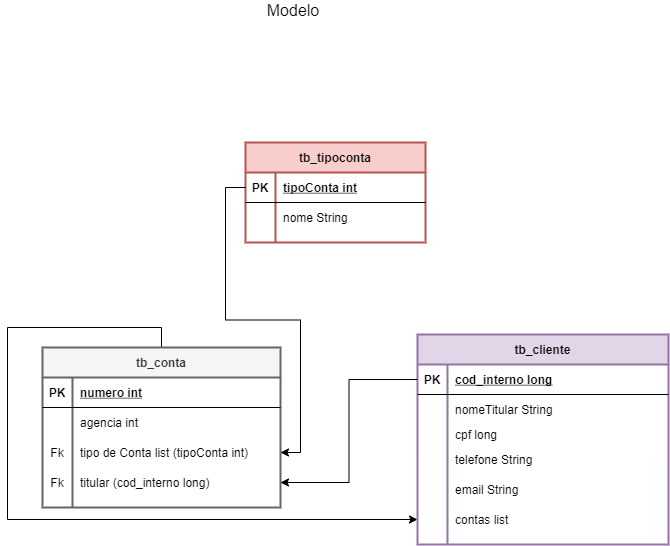 Modelo
tb_tipoconta
PK tipoConta int
nome String
tb_conta
PK numero int
agencia int
Fk tipo de Conta list (tipoConta int)
Fk titular (cod_interno long)
tb_cliente
PK cod_interno long
nomeTitular String
cpf long
telefone String
email String
contas list